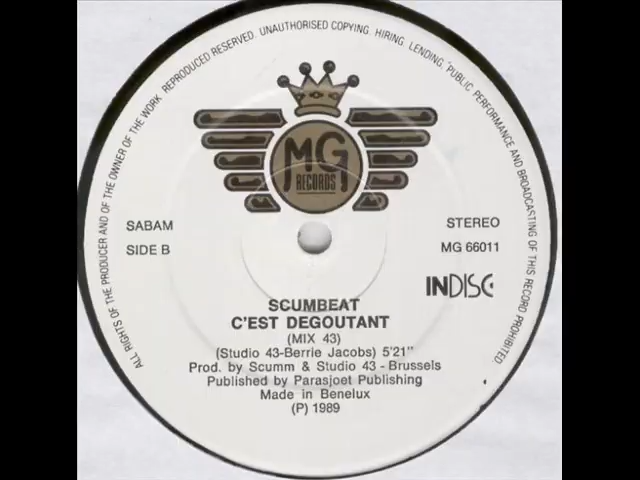 ALL RIGHTS OF THE PRODUCER AND OF THE OWNER OF THE WORK REPRODUCED RESERVED. UNAUTHORISED COPYING, HIRING, LENDING, PUBLIC PERFORMANCE AND BROADCASTING OF THIS RECORD PROHIBITED.
MG
RECORDS
SABAM
SIDE B
STEREO
MG 66011
INDISC
SCUMBEAT
C'EST DEGOUTANT
(MIX 43)
(Studio 43-Berrie Jacobs) 5'21"
Prod. by Scumm & Studio 43 - Brussels
Published by Parasjoet Publishing
Made in Benelux
(P) 1989